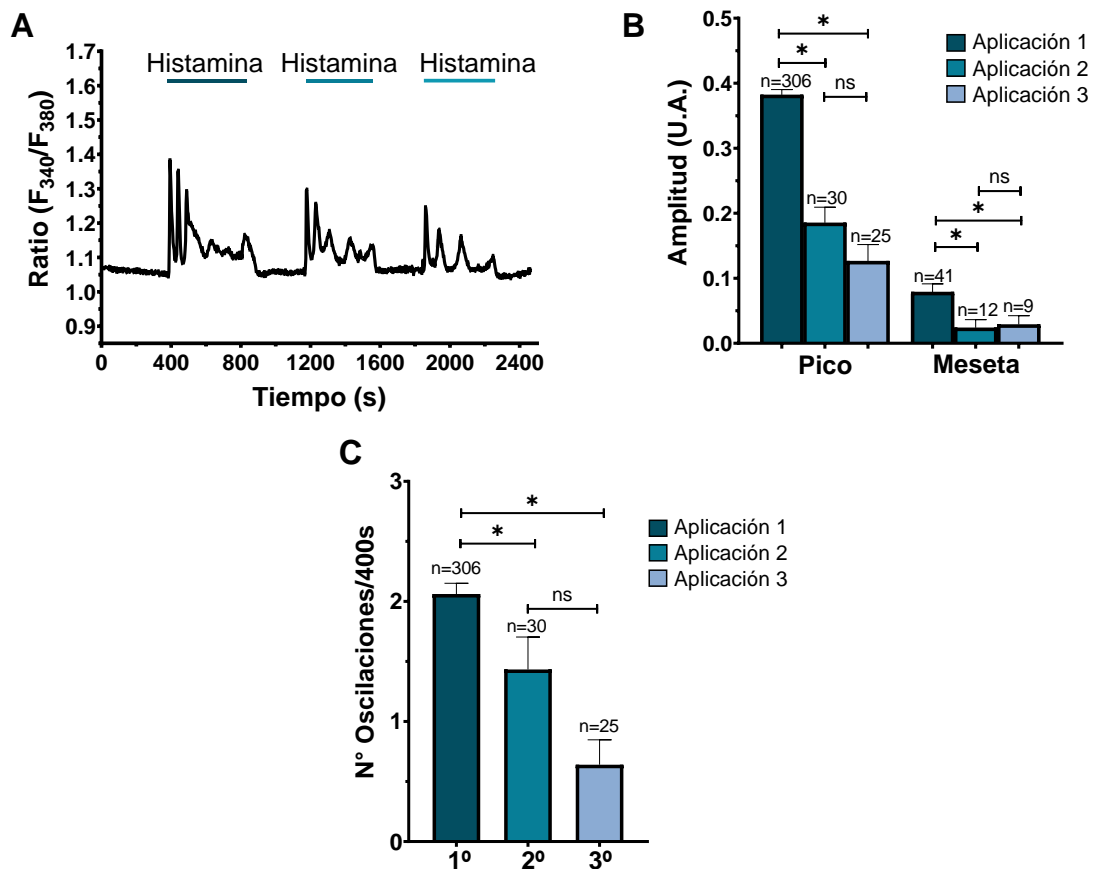 A
Ratio (F340/F380)
1.7
1.6
1.5
1.4
1.3
1.2
1.1
1.0
0.9
Histamina Histamina Histamina
0 400 800 1200 1600 2000 2400
Tiempo (s)
B
Amplitud (U.A.)
0.5
0.4
0.3
0.2
0.1
0.0
*
* ns
n=306
n=30
n=25
ns
*
*
n=41
n=12 n=9
Pico Meseta
Aplicación 1
Aplicación 2
Aplicación 3
C
N° Oscilaciones/400s
3
2
1
0
*
*
ns
n=306
n=30
n=25
1º 2º 3º
Aplicación 1
Aplicación 2
Aplicación 3